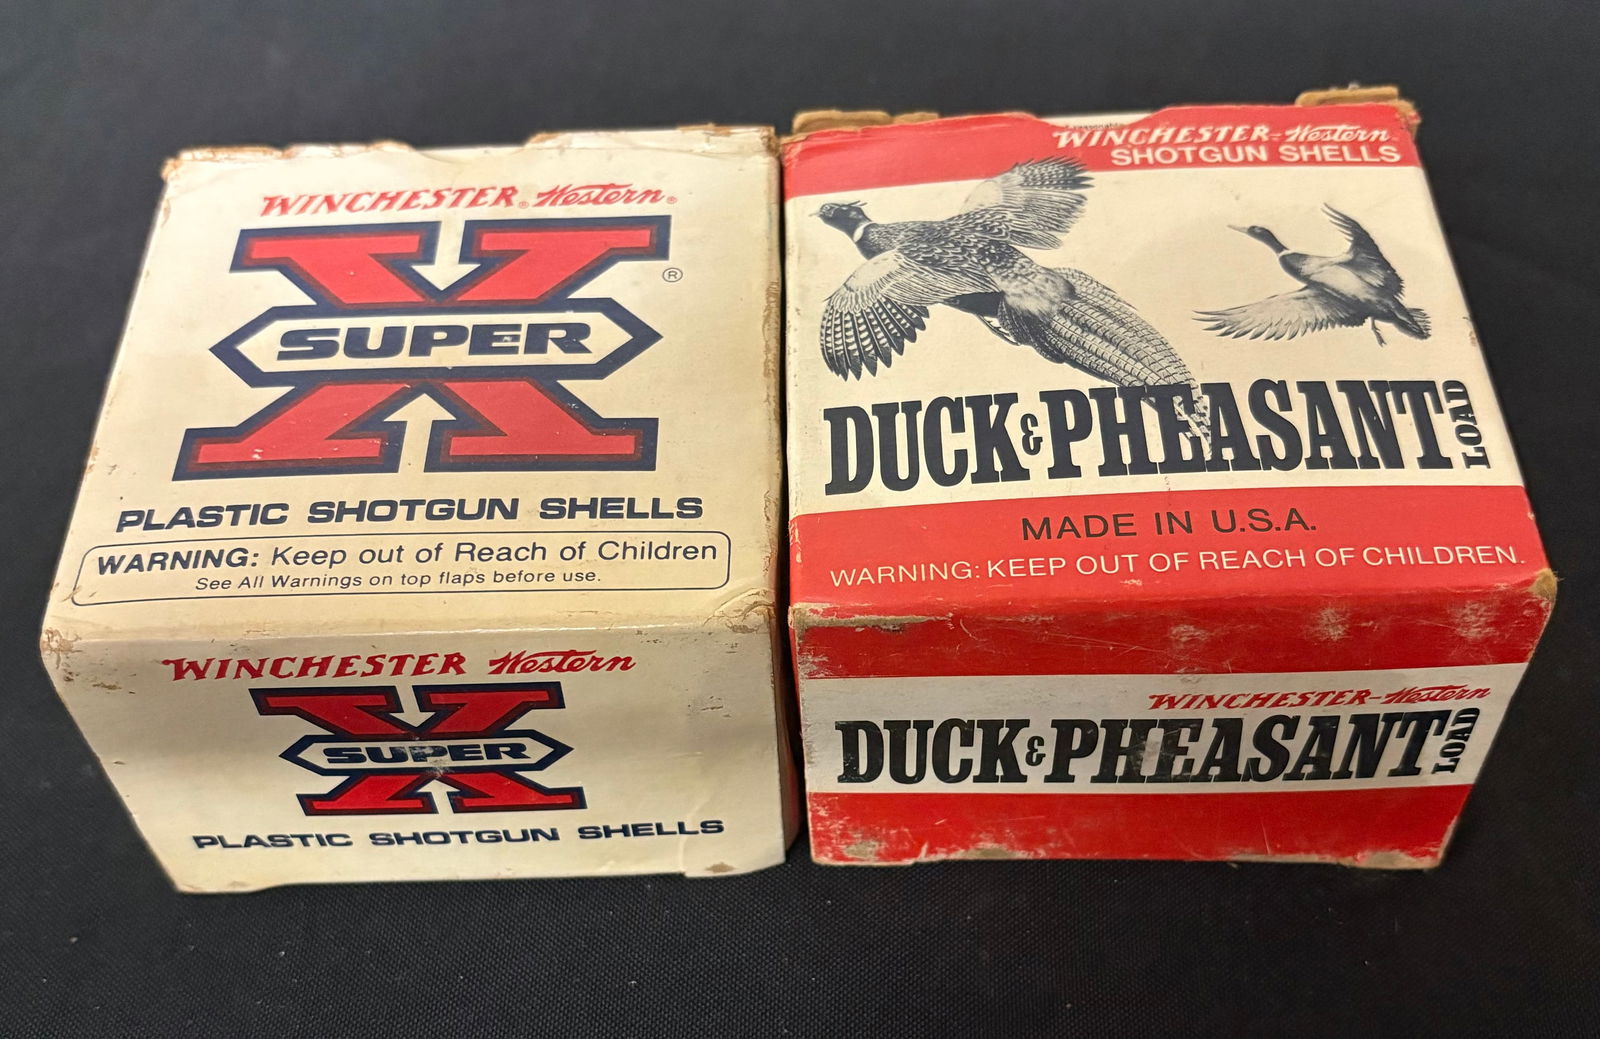 WINCHESTER® Western®
X
SUPER
®
PLASTIC SHOTGUN SHELLS
WARNING: Keep out of Reach of Children
See All Warnings on top flaps before use.
WINCHESTER Western
X
SUPER
PLASTIC SHOTGUN SHELLS
WINCHESTER-Western
SHOTGUN SHELLS
DUCK & PHEASANT LOAD
MADE IN U.S.A.
WARNING: KEEP OUT OF REACH OF CHILDREN.
WINCHESTER-Western
DUCK & PHEASANT LOAD